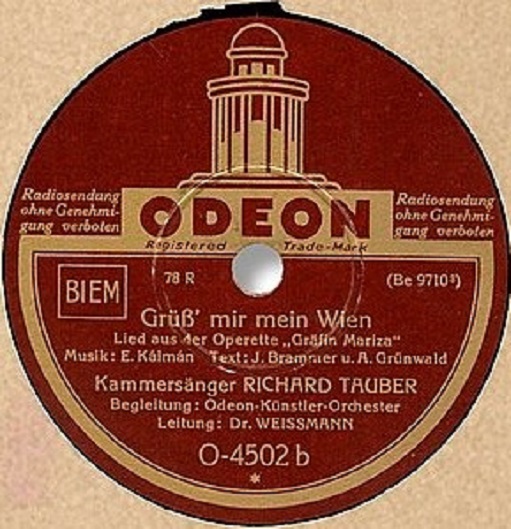 Radiosendung
ohne Genehmi-
gung verboten
ODEON
Radiosendung
ohne Genehmi-
gung verboten
Registered Trade-Mark
BIEM
78 R
(Be 9710²)
Grüß' mir mein Wien
Lied aus der Operette „Gräfin Mariza“
Musik: E. Kálmán Text: J. Brammer u. A. Grünwald
Kammersänger RICHARD TAUBER
Begleitung: Odeon-Künstler-Orchester
Leitung: Dr. WEISSMANN
O-4502 b
*